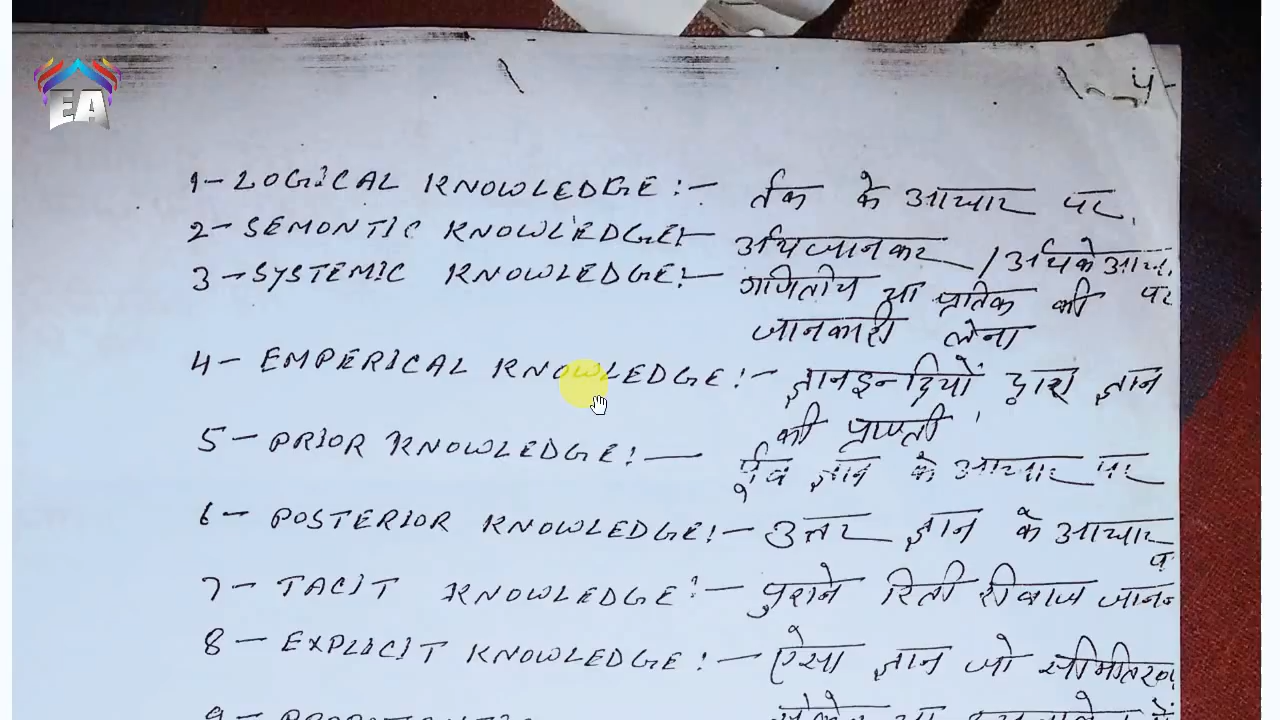 EA
1- LOGICAL KNOWLEDGE :- र्तक के आधार पर.
2- SEMONTIC KNOWLEDGE :- अर्थ जानकर / अर्थ के आधार पर
3- SYSTEMIC KNOWLEDGE :- गणितीय या प्रतिक की
जानकारी लेना
4- EMPERICAL KNOWLEDGE :- ज्ञानइन्द्रियों द्वारा ज्ञान
की प्राप्ती
5- PRIOR KNOWLEDGE :- पूर्व ज्ञान के आधार पर
6- POSTERIOR KNOWLEDGE :- उत्तर ज्ञान के आधार प
7- TACIT KNOWLEDGE :- पुराने रिती रीवाज
8- EXPLICIT KNOWLEDGE :- ऐसा ज्ञान जो